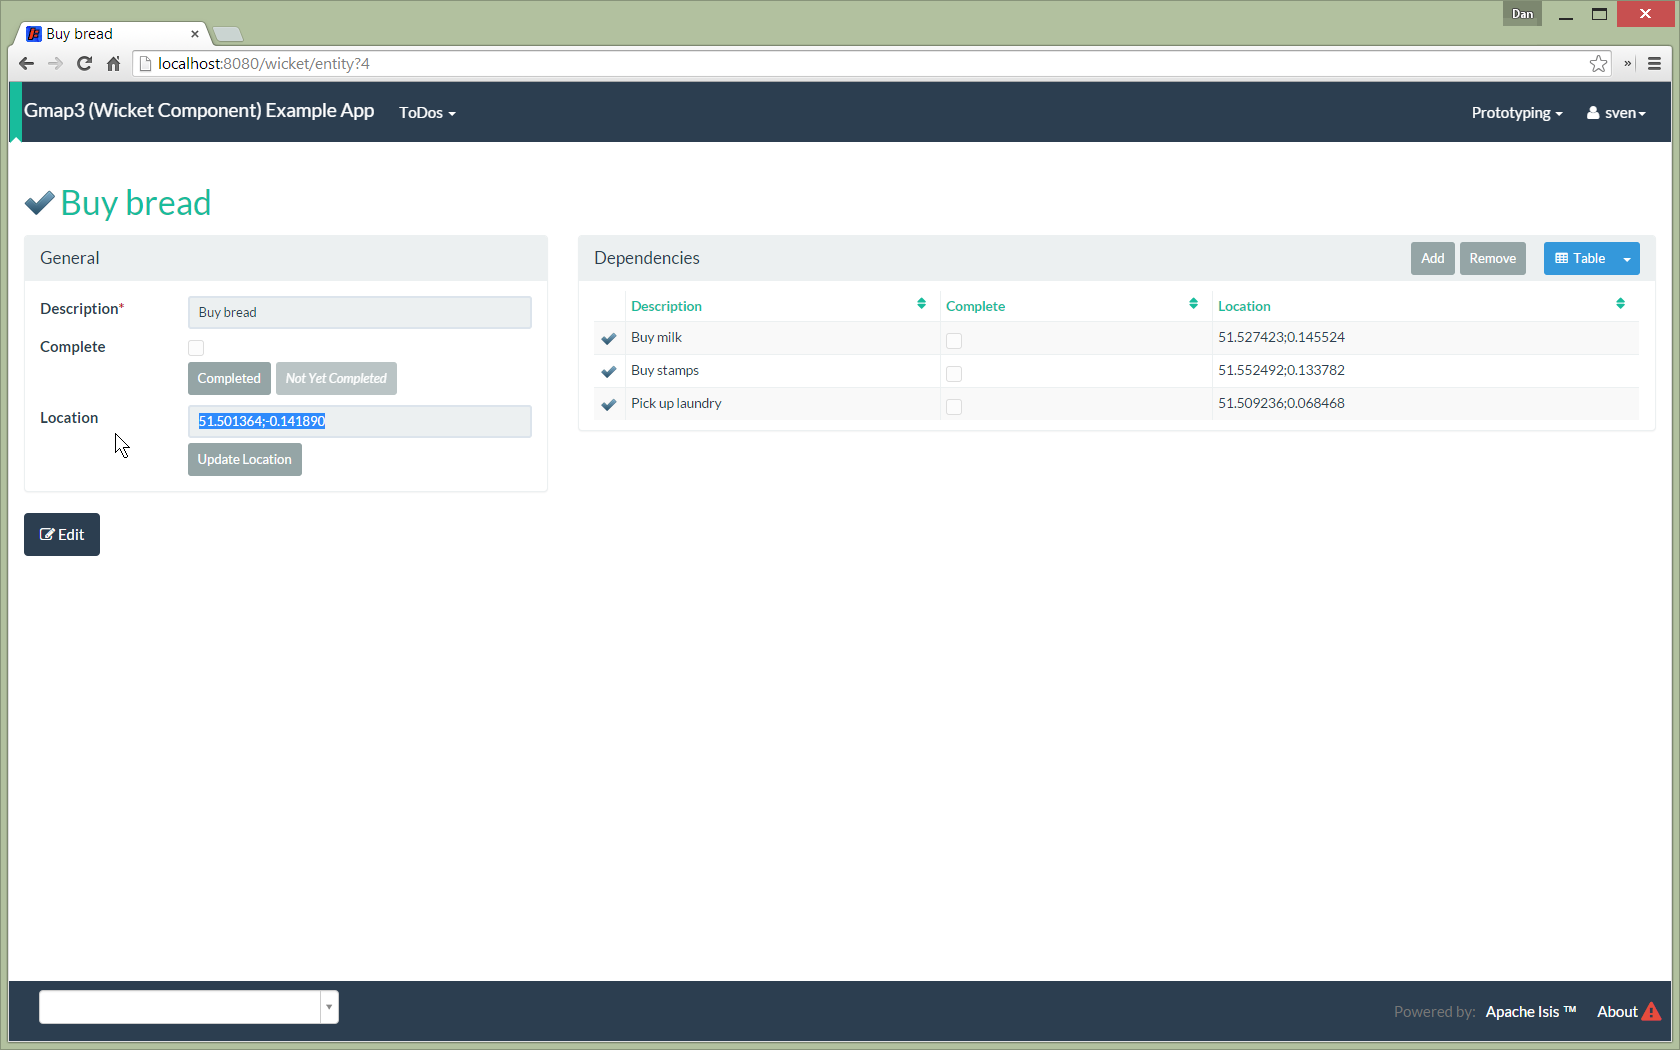 Dan
Buy bread
localhost:8080/wicket/entity?4
Gmap3 (Wicket Component) Example App ToDos Prototyping sven
Buy bread
General
Description* Buy bread
Complete
Completed Not Yet Completed
Location 51.501364;-0.141890
Update Location
Edit
Dependencies Add Remove Table
Description Complete Location
Buy milk 51.527423;0.145524
Buy stamps 51.552492;0.133782
Pick up laundry 51.509236;0.068468
Powered by: Apache Isis ™ About